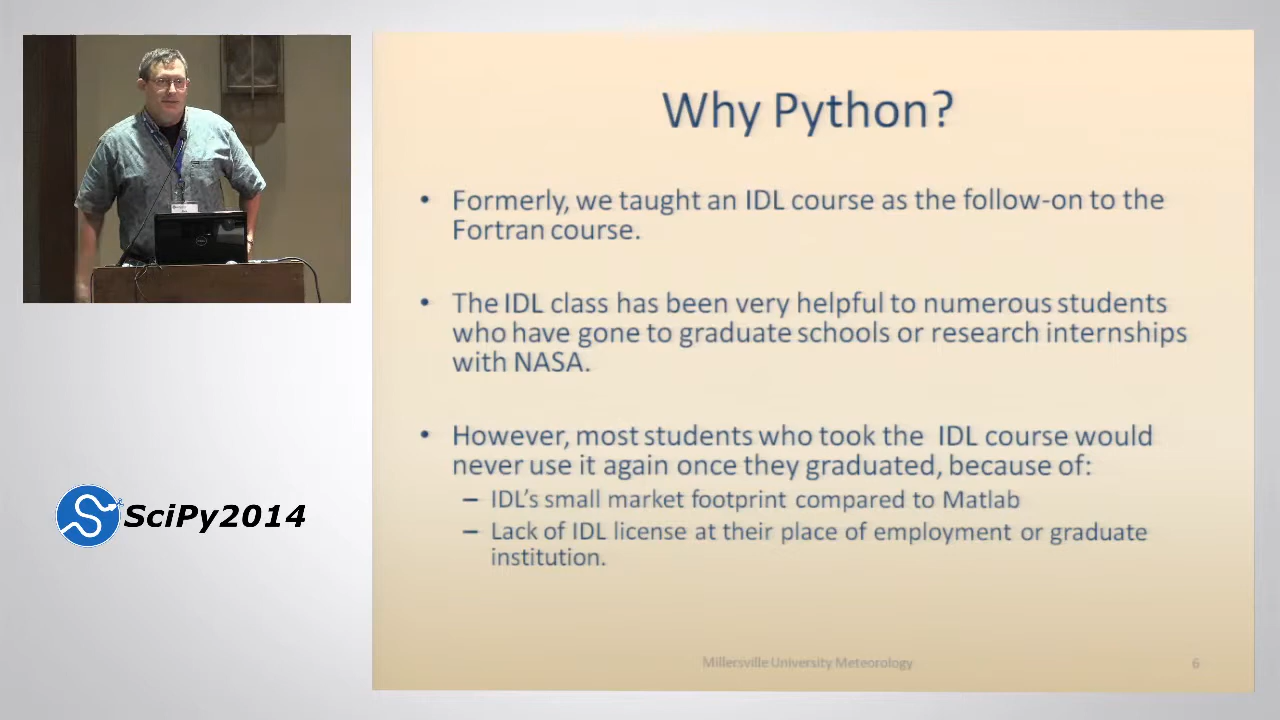 Why Python?
• Formerly, we taught an IDL course as the follow-on to the
Fortran course.
• The IDL class has been very helpful to numerous students
who have gone to graduate schools or research internships
with NASA.
• However, most students who took the IDL course would
never use it again once they graduated, because of:
– IDL's small market footprint compared to Matlab
– Lack of IDL license at their place of employment or graduate
institution.
SciPy2014
Millersville University Meteorology
6